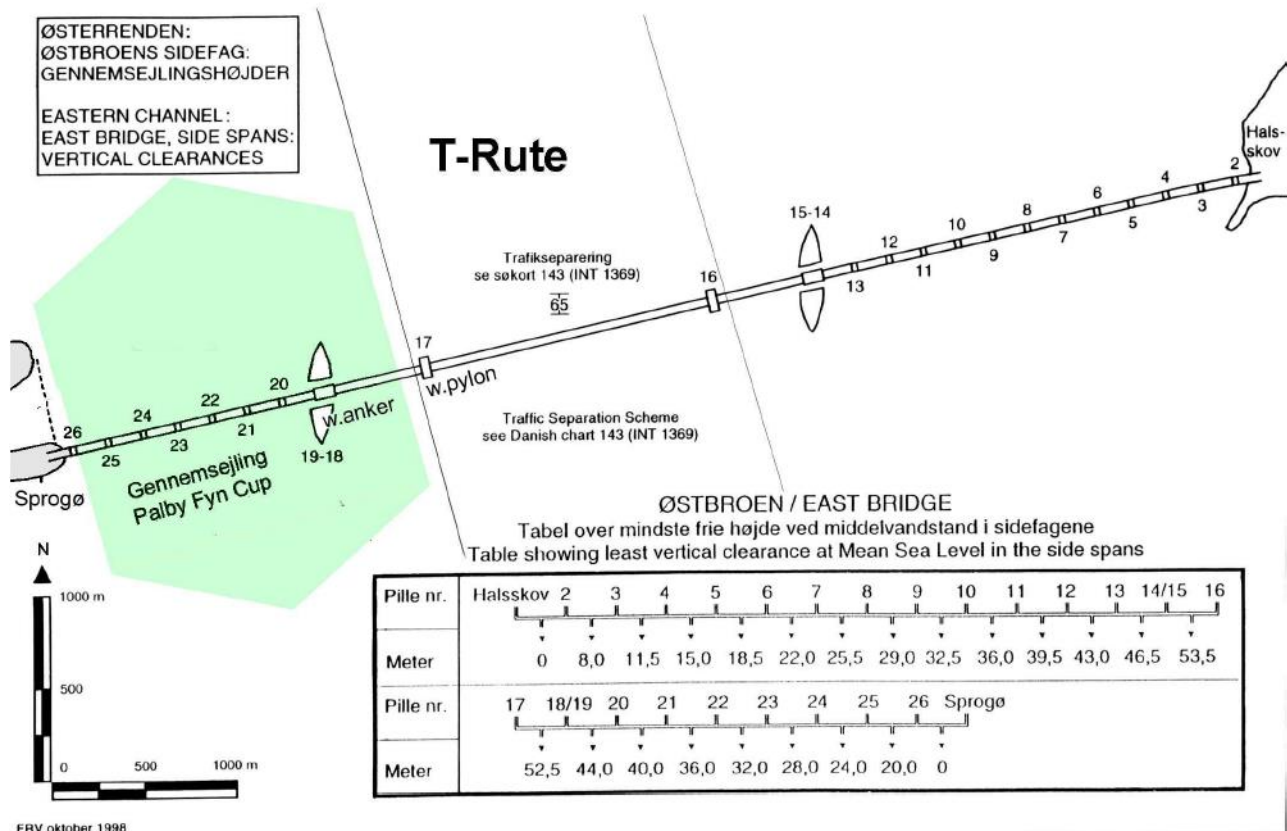 ØSTERRENDEN:
ØSTBROENS SIDEFAG:
GENNEMSEJLINGSHØJDER
EASTERN CHANNEL:
EAST BRIDGE, SIDE SPANS:
VERTICAL CLEARANCES
T-Rute
Hals-
skov
2
4
3
6
5
8
7
10
9
12
11
13
15-14
16
Trafikseparering
se søkort 143 (INT 1369)
65
17
w.pylon
w.anker
20
22
21
24
23
26
25
19-18
Sprogø
Gennemsejling
Palby Fyn Cup
Traffic Separation Scheme
see Danish chart 143 (INT 1369)
ØSTBROEN / EAST BRIDGE
Tabel over mindste frie højde ved middelvandstand i sidefagene
Table showing least vertical clearance at Mean Sea Level in the side spans
Pille nr. Halsskov 2 3 4 5 6 7 8 9 10 11 12 13 14/15 16
Meter 0 8,0 11,5 15,0 18,5 22,0 25,5 29,0 32,5 36,0 39,5 43,0 46,5 53,5
Pille nr. 17 18/19 20 21 22 23 24 25 26 Sprogø
Meter 52,5 44,0 40,0 36,0 32,0 28,0 24,0 20,0 0
N
1000 m
500
0 500 1000 m
FRV oktober 1998